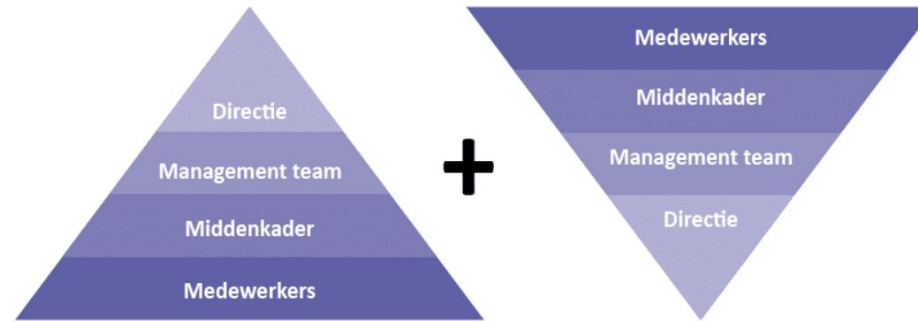 Directie
Management team
Middenkader
Medewerkers
+
Medewerkers
Middenkader
Management team
Directie